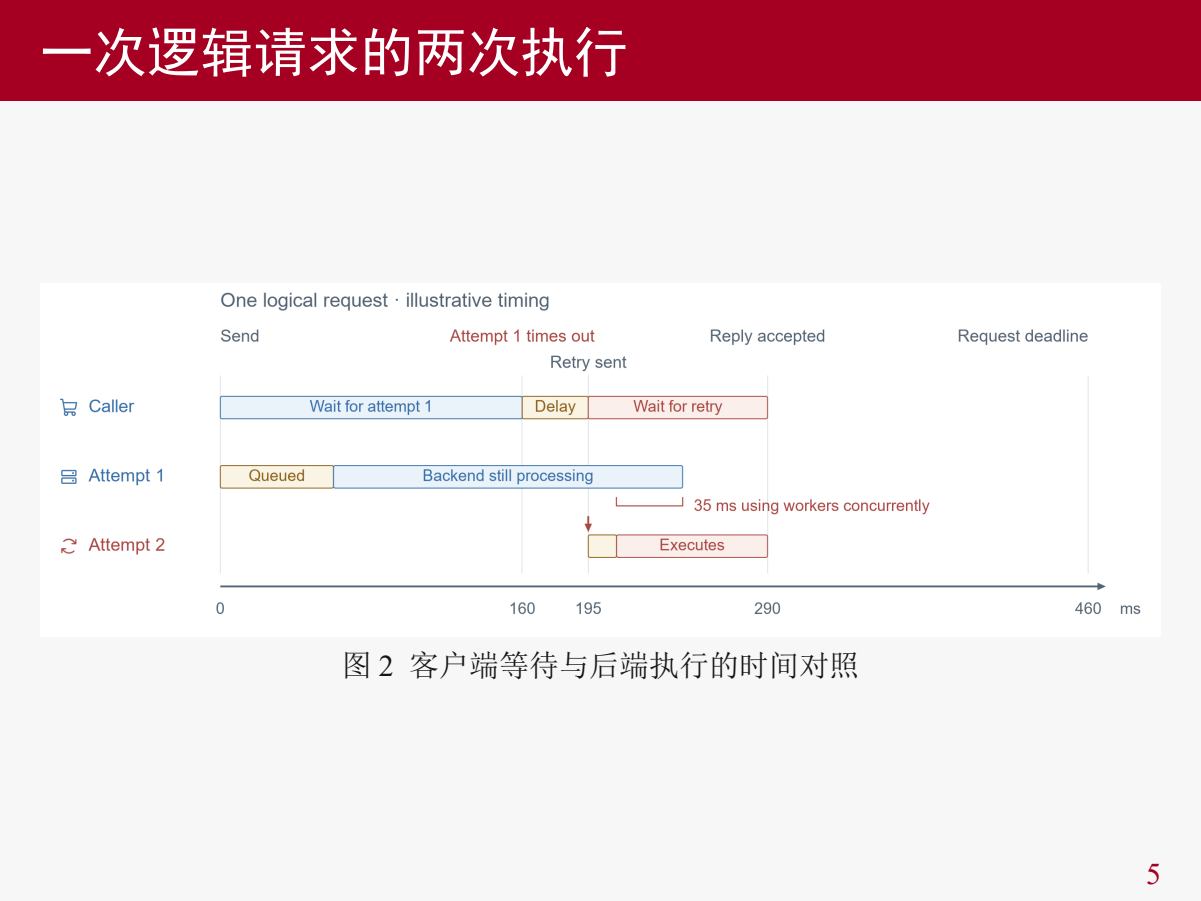 一次逻辑请求的两次执行
One logical request · illustrative timing
Send Attempt 1 times out Reply accepted Request deadline
Retry sent
Caller Wait for attempt 1 Delay Wait for retry
Attempt 1 Queued Backend still processing
35 ms using workers concurrently
Attempt 2 Executes
0 160 195 290 460 ms
图 2 客户端等待与后端执行的时间对照
5